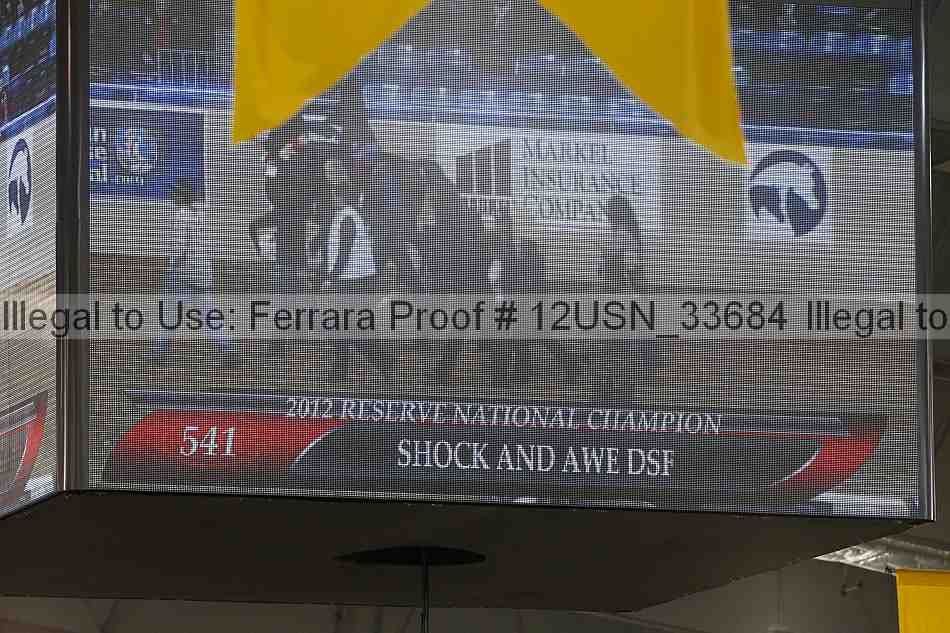 MARKEL
INSURANCE
COMPANY
Illegal to Use: Ferrara Proof # 12USN_33684 Illegal to
2012 RESERVE NATIONAL CHAMPION
541
SHOCK AND AWE DSF